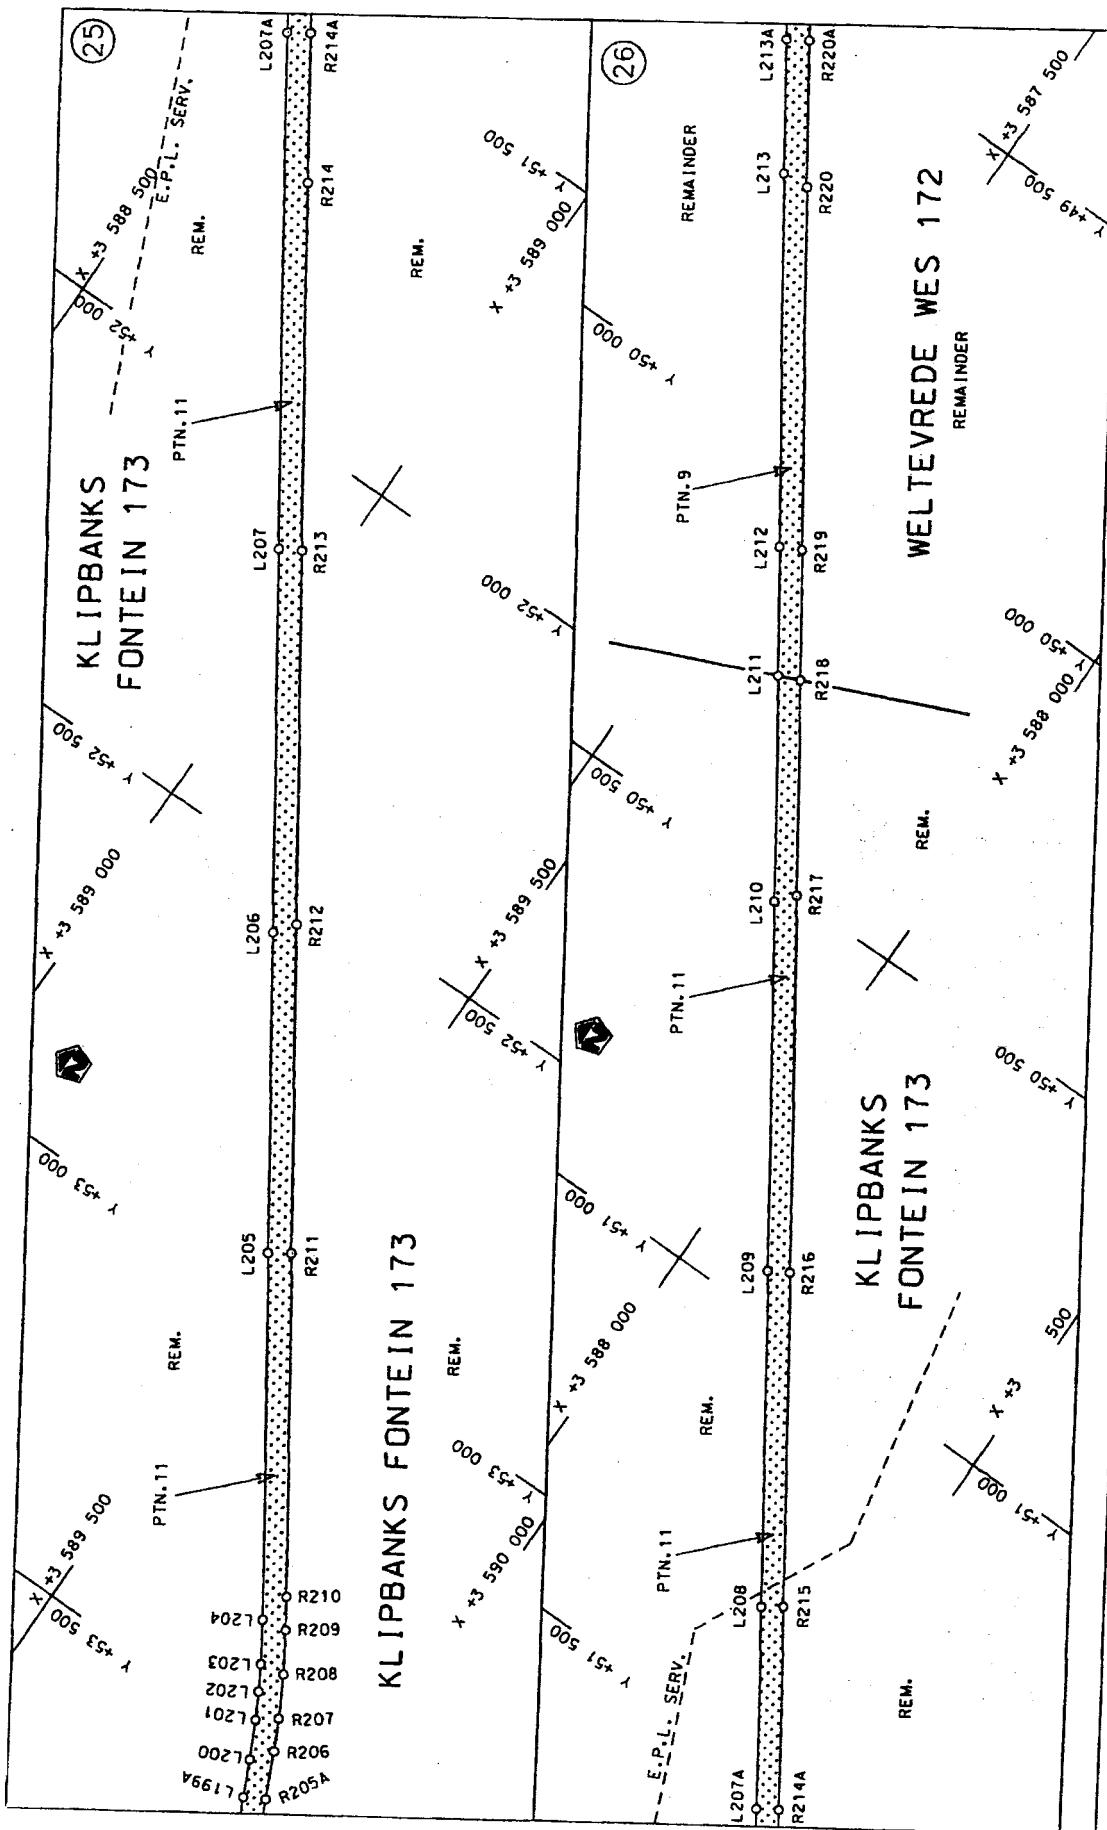 25
L207A
R214A
E.P.L. SERV.
X +3 588 500
Y +52 000
REM.
R214
REM.
Y +51 500
X +3 589 000
PTN.11
KLIPBANKS
FONTEIN 173
L207
R213
Y +52 000
Y +52 500
X +3 589 000
L206
R212
X +3 589 500
Y +52 500
N
Y +53 000
L205
R211
REM.
KLIPBANKS FONTEIN 173
REM.
PTN.11
X +3 589 500
Y +53 500
Y +53 000
X +3 590 000
L204
R210
R209
L203
R208
L202
L201
R207
L200
R206
L199A
R205A
26
L213A
R220A
X +3 587 500
Y +49 500
REMAINDER
L213
R220
WELTEVREDE WES 172
REMAINDER
Y +50 000
PTN.9
L212
R219
L211
R218
Y +50 000
X +3 588 000
Y +50 500
REM.
L210
R217
PTN.11
N
Y +50 500
KLIPBANKS
FONTEIN 173
Y +51 000
L209
R216
X +3 588 000
REM.
X +3
500
Y +51 000
PTN.11
L208
R215
Y +51 500
E.P.L. SERV.
REM.
L207A
R214A